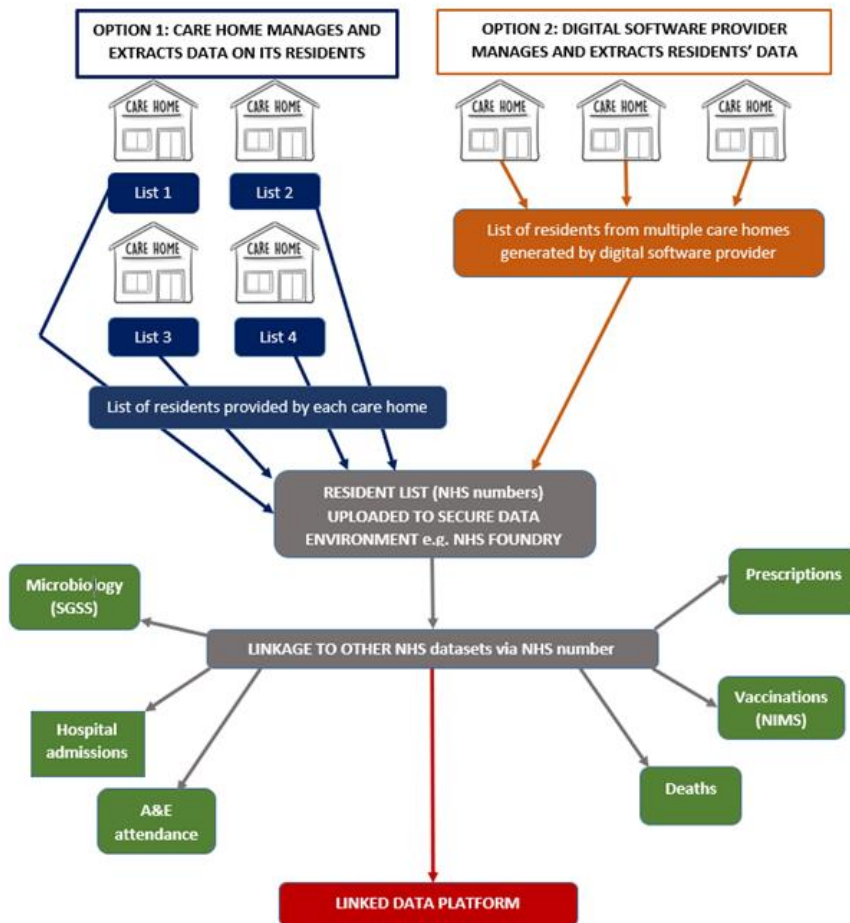 OPTION 1: CARE HOME MANAGES AND
EXTRACTS DATA ON ITS RESIDENTS
OPTION 2: DIGITAL SOFTWARE PROVIDER
MANAGES AND EXTRACTS RESIDENTS’ DATA
CARE HOME
CARE HOME
CARE HOME
CARE HOME
CARE HOME
List 1
List 2
List of residents from multiple care homes
generated by digital software provider
CARE HOME
CARE HOME
List 3
List 4
List of residents provided by each care home
RESIDENT LIST (NHS numbers)
UPLOADED TO SECURE DATA
ENVIRONMENT e.g. NHS FOUNDRY
Microbiology
(SGSS)
Prescriptions
LINKAGE TO OTHER NHS datasets via NHS number
Hospital
admissions
Vaccinations
(NIMS)
A&E
attendance
Deaths
LINKED DATA PLATFORM